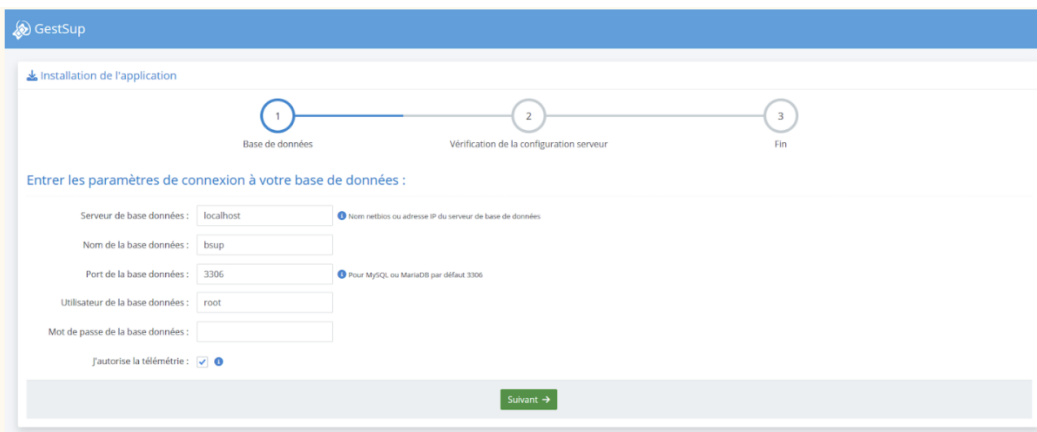 GestSup
Installation de l'application
1
2
3
Base de données
Vérification de la configuration serveur
Fin
Entrer les paramètres de connexion à votre base de données :
Serveur de base données : localhost Nom netbios ou adresse IP du serveur de base de données
Nom de la base données : bsup
Port de la base données : 3306 Pour MySQL ou MariaDB par défaut 3306
Utilisateur de la base données : root
Mot de passe de la base données :
J'autorise la télémétrie :
Suivant →